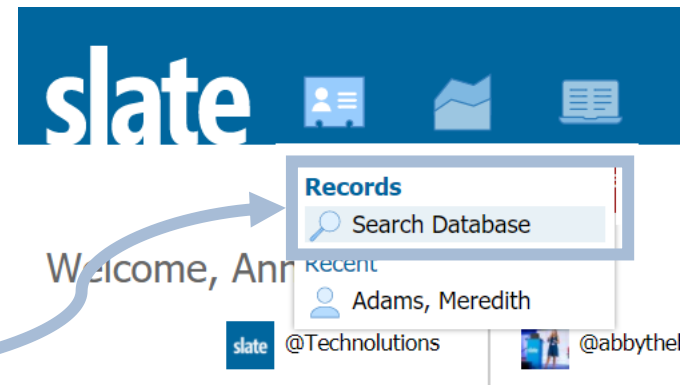 slate
Records
Search Database
Welcome, Ann
Recent
Adams, Meredith
slate @Technolutions
@abbythel